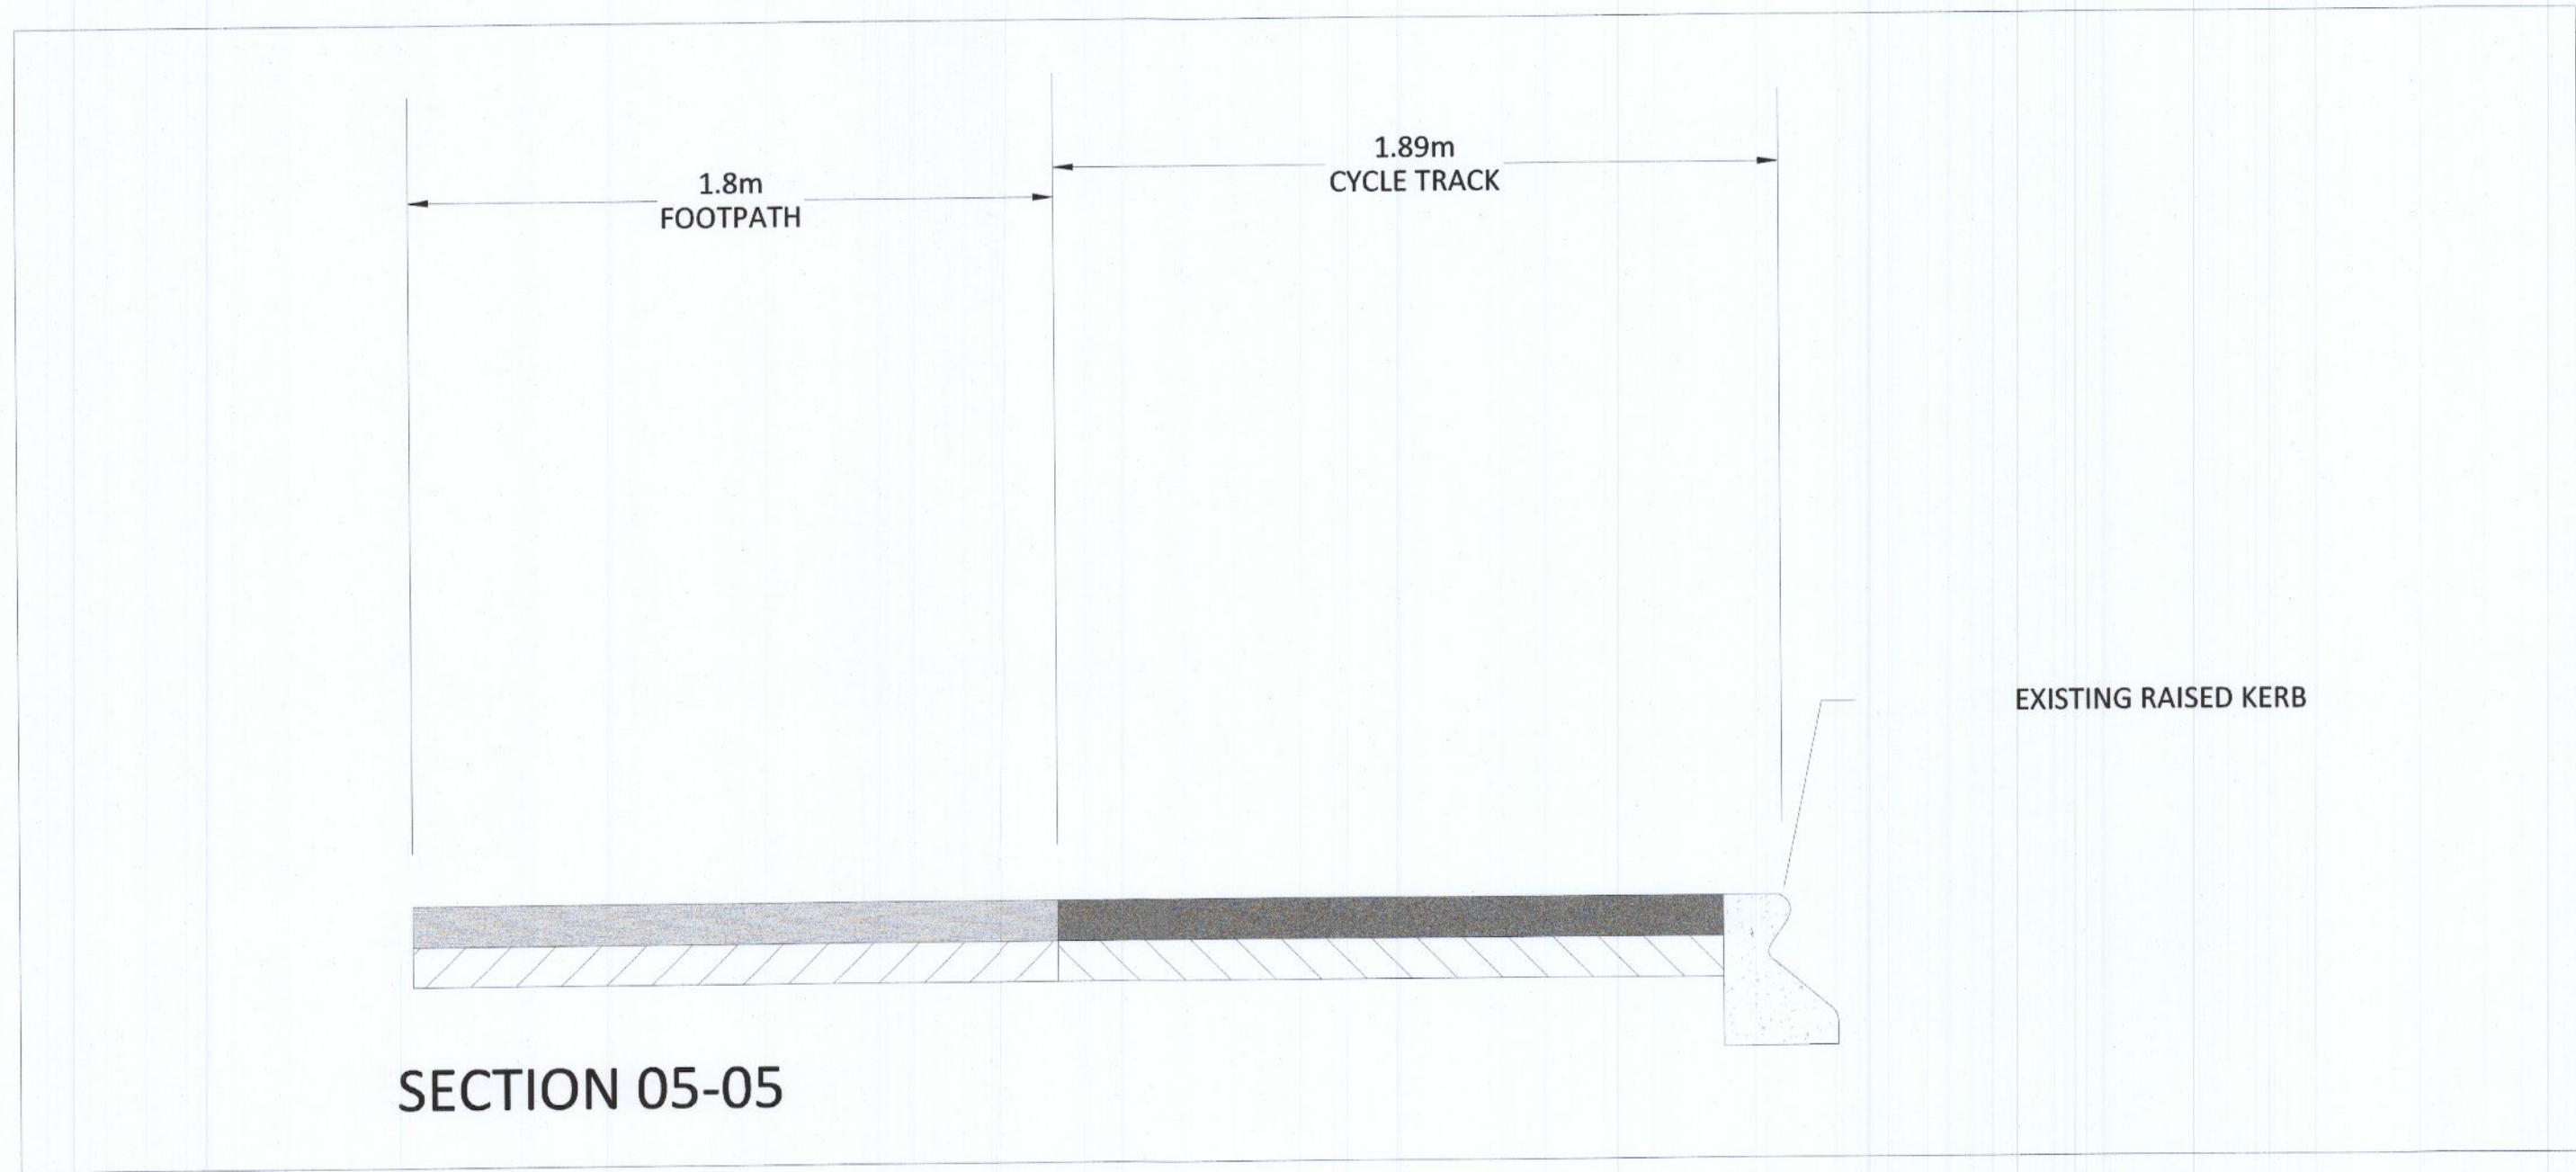 1.8m
FOOTPATH
1.89m
CYCLE TRACK
EXISTING RAISED KERB
SECTION 05-05